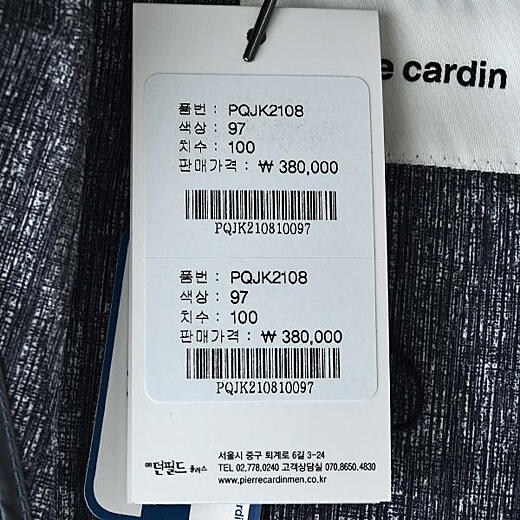 e cardin
품번 : PQJK2108
색상 : 97
치수 : 100
판매가격 : ₩ 380,000
PQJK210810097
품번 : PQJK2108
색상 : 97
치수 : 100
판매가격 : ₩ 380,000
PQJK210810097
㈜던필드 플러스
서울시 중구 퇴계로 6길 3-24
TEL 02.778.0240 고객상담실 070.8650.4830
www.pierrecardinmen.co.kr